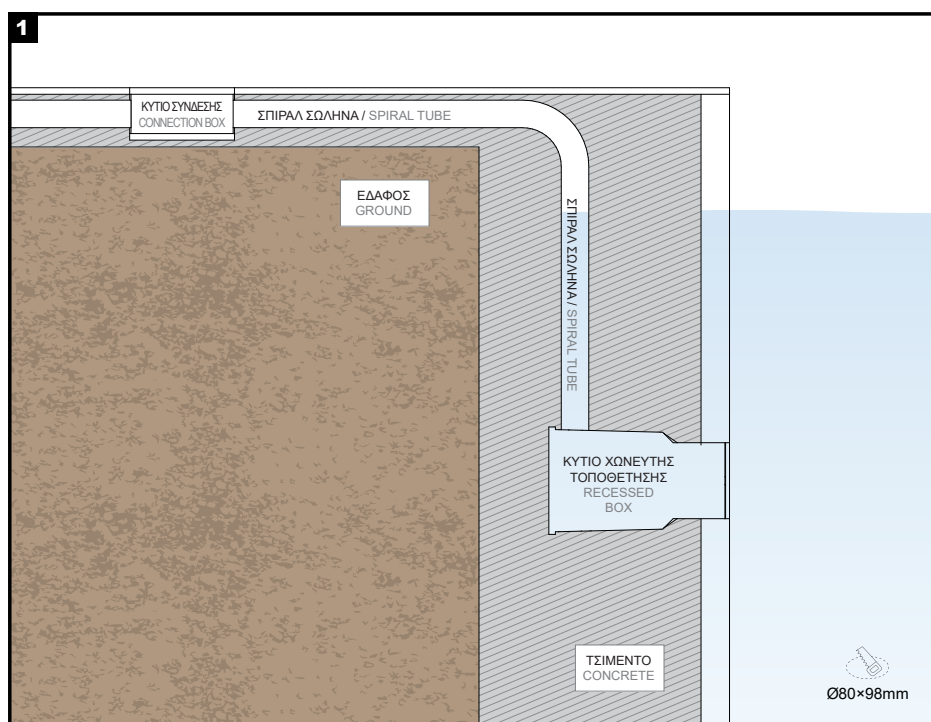 1
ΚΥΤΙΟ ΣΥΝΔΕΣΗΣ
CONNECTION BOX
ΣΠΙΡΑΛ ΣΩΛΗΝΑ / SPIRAL TUBE
ΕΔΑΦΟΣ
GROUND
ΣΠΙΡΑΛ ΣΩΛΗΝΑ / SPIRAL TUBE
ΚΥΤΙΟ ΧΩΝΕΥΤΗΣ
ΤΟΠΟΘΕΤΗΣΗΣ
RECESSED
BOX
ΤΣΙΜΕΝΤΟ
CONCRETE
Ø80×98mm